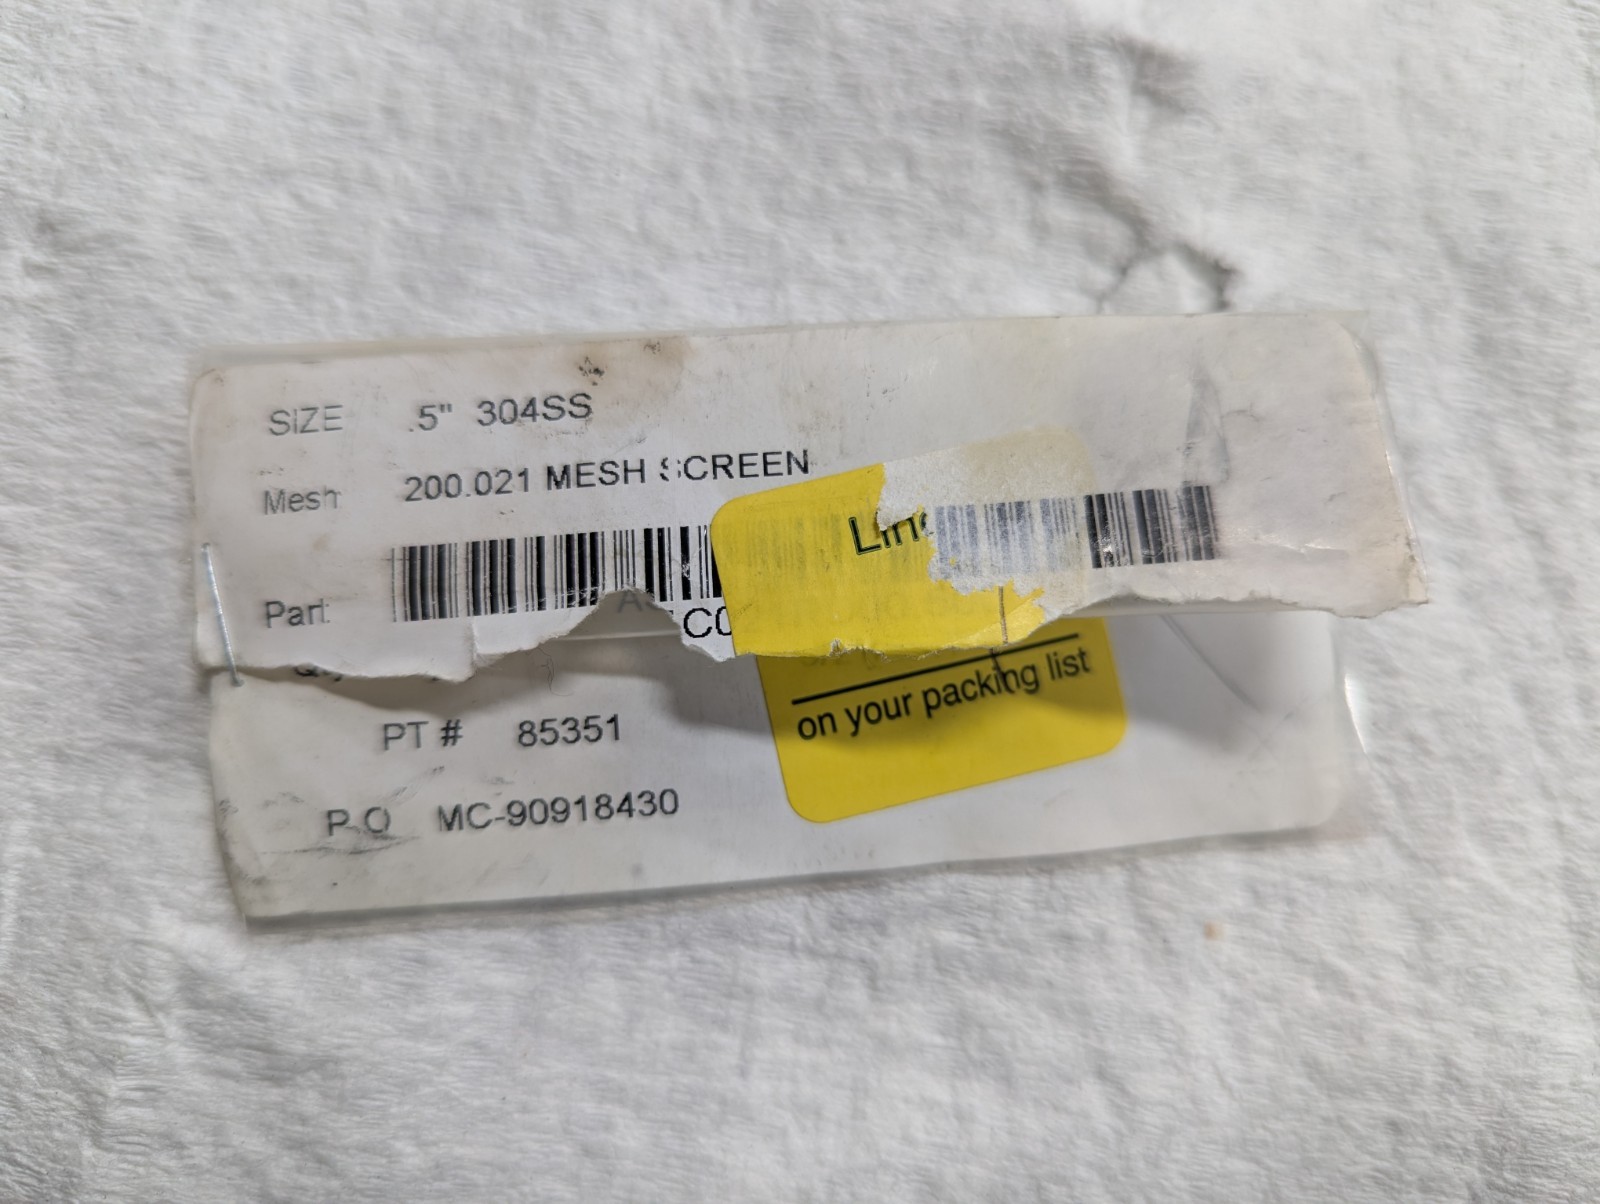 SIZE .5" 304SS
Mesh 200.021 MESH SCREEN
Part:
PT # 85351
on your packing list
P.O MC-90918430